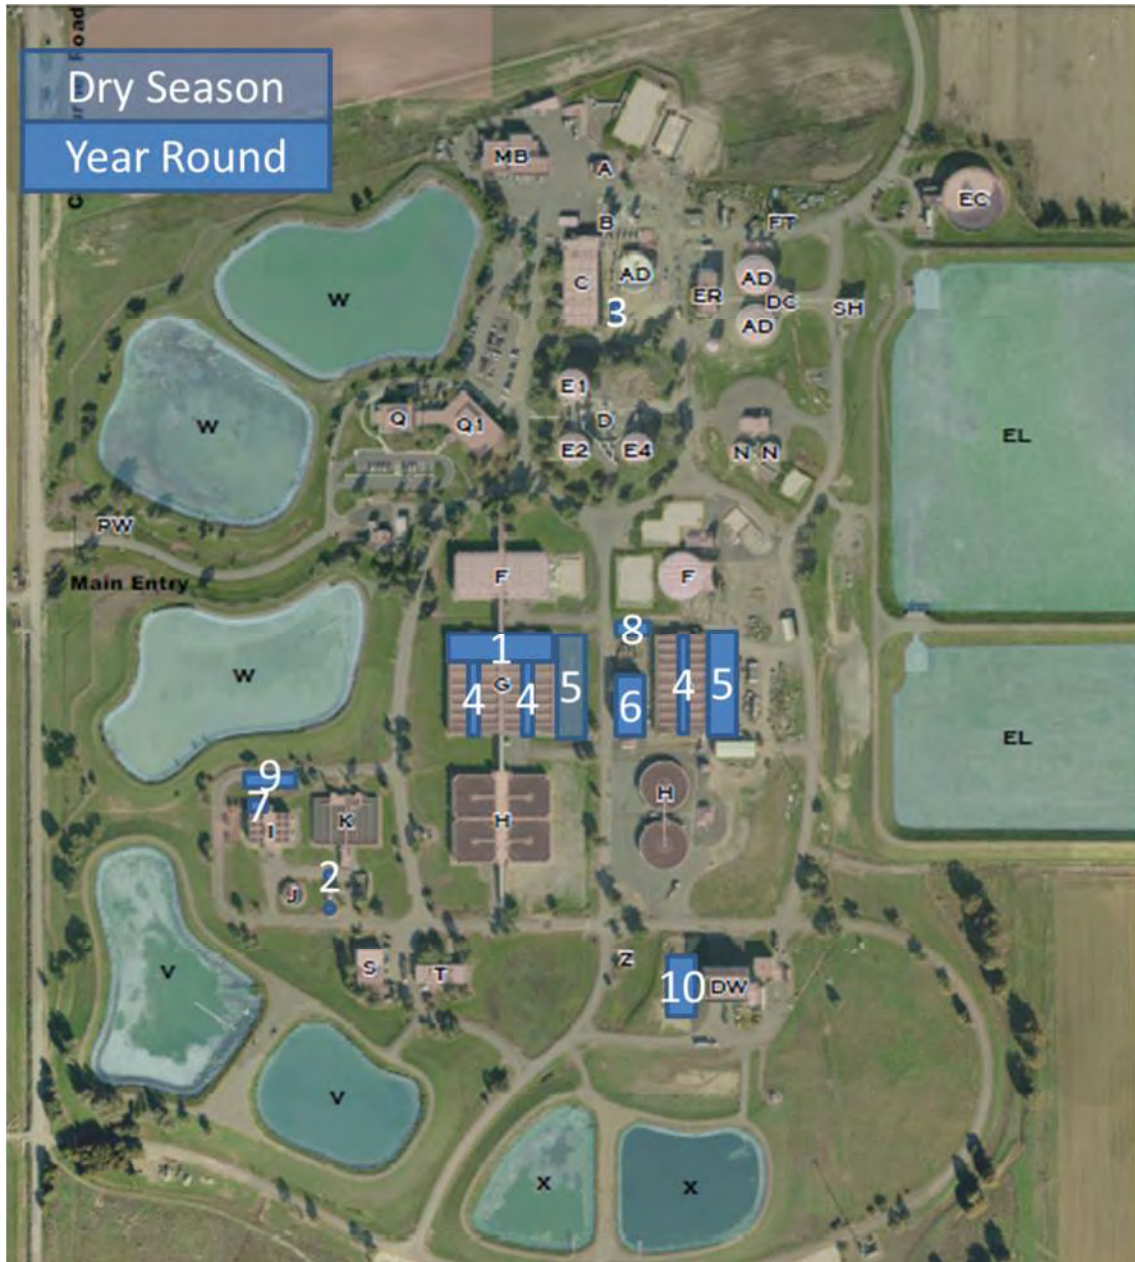 Dry Season
Year Round
Road
MB
A
EC
B
FT
W
C
AD
ER
AD
DC
SH
3
AD
E1
W
Q
Q1
D
EL
E2
E4
N
N
PW
F
F
Main Entry
8
1
W
4
G
4
5
6
4
5
EL
9
7
I
K
H
H
2
J
S
T
Z
10
DW
V
V
X
X